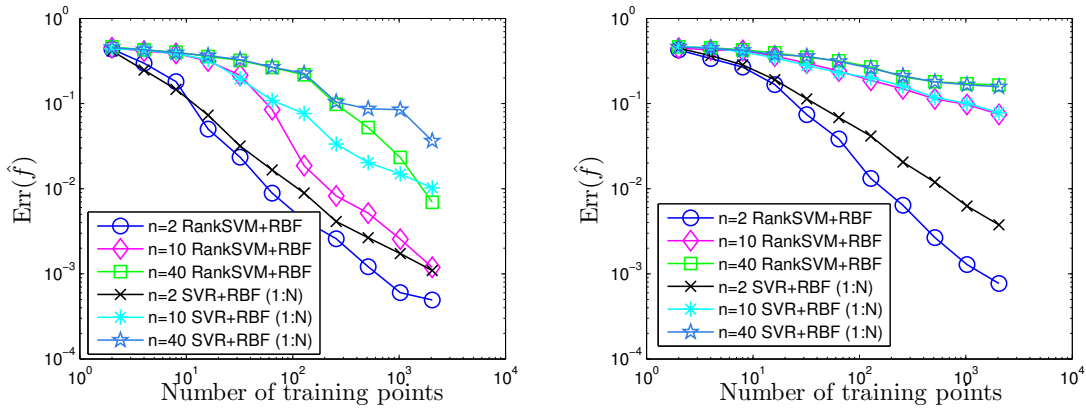 10^0
10^{-1}
10^{-2}
10^{-3}
10^{-4}
Err(f̂)
n=2 RankSVM+RBF
n=10 RankSVM+RBF
n=40 RankSVM+RBF
n=2 SVR+RBF (1:N)
n=10 SVR+RBF (1:N)
n=40 SVR+RBF (1:N)
10^0 10^1 10^2 10^3 10^4
Number of training points
10^0
10^{-1}
10^{-2}
10^{-3}
10^{-4}
Err(f̂)
n=2 RankSVM+RBF
n=10 RankSVM+RBF
n=40 RankSVM+RBF
n=2 SVR+RBF (1:N)
n=10 SVR+RBF (1:N)
n=40 SVR+RBF (1:N)
10^0 10^1 10^2 10^3 10^4
Number of training points